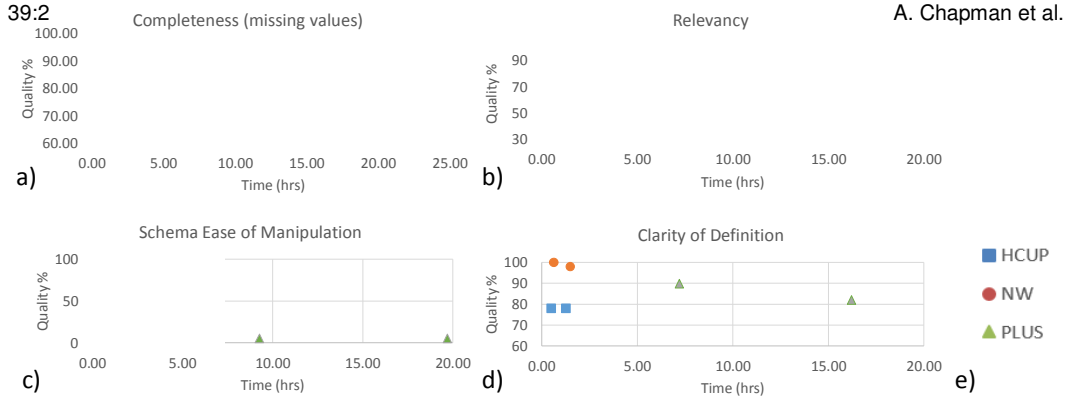 39:2
A. Chapman et al.
Completeness (missing values)
100.00
90.00
80.00
70.00
60.00
Quality %
0.00 5.00 10.00 15.00 20.00 25.00
Time (hrs)
a)
Relevancy
90
70
50
30
Quality %
0.00 5.00 10.00 15.00 20.00
Time (hrs)
b)
Schema Ease of Manipulation
100
50
0
Quality %
0.00 5.00 10.00 15.00 20.00
Time (hrs)
c)
Clarity of Definition
100
90
80
70
60
Quality %
0.00 5.00 10.00 15.00 20.00
Time (hrs)
d)
HCUP
NW
PLUS
e)